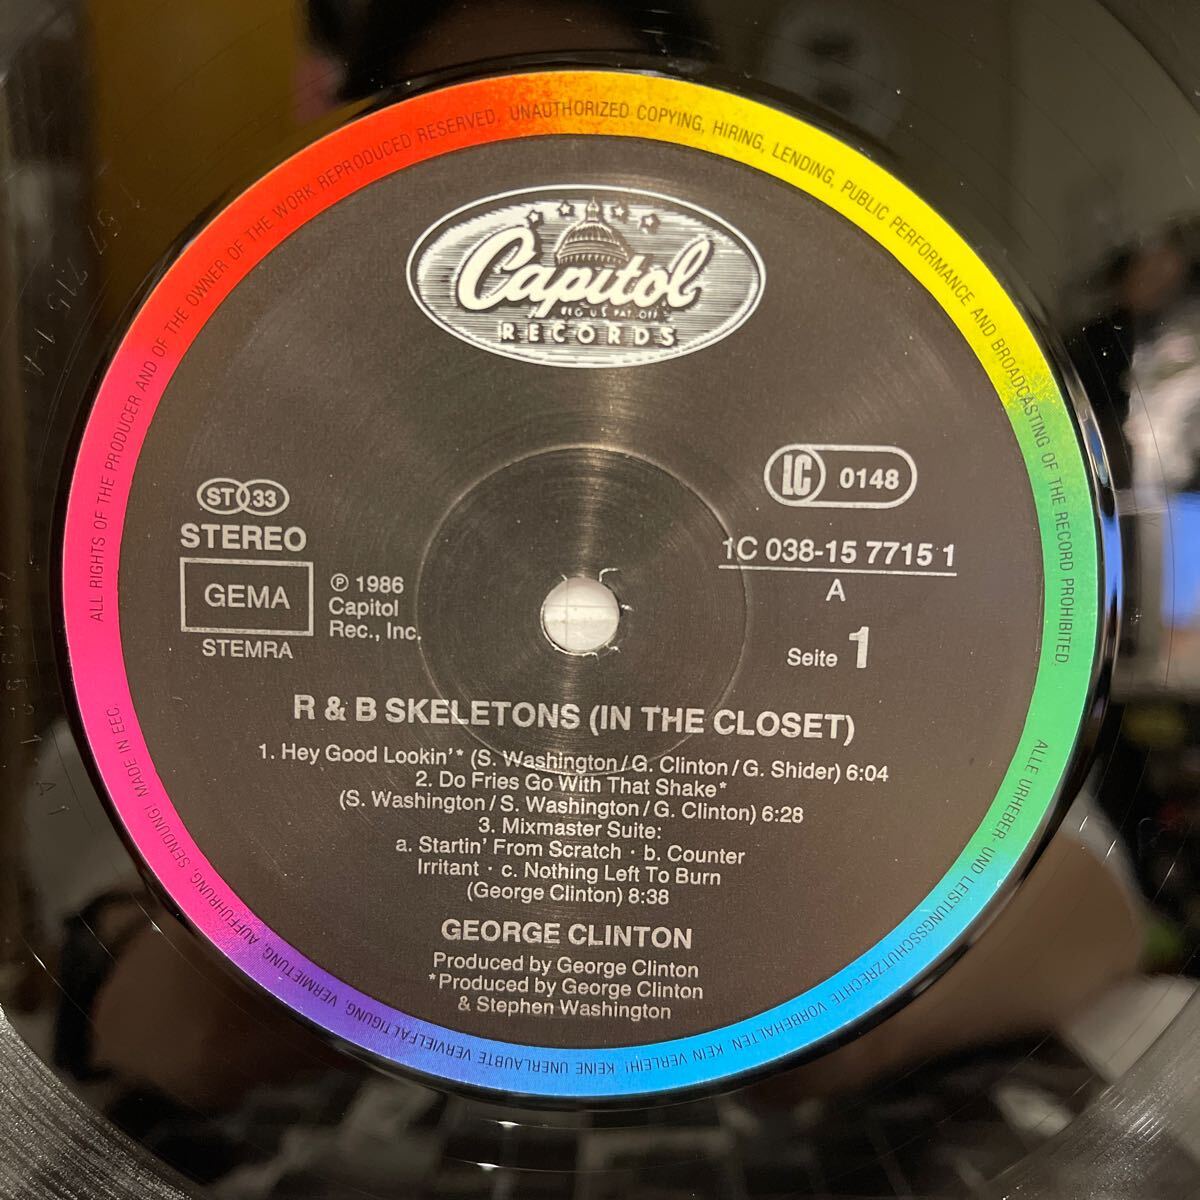 ALL RIGHTS OF THE PRODUCER AND OF THE OWNER OF THE WORK REPRODUCED RESERVED. UNAUTHORIZED COPYING, HIRING, LENDING, PUBLIC PERFORMANCE AND BROADCASTING OF THE RECORD PROHIBITED.
Capitol
REG U.S. PAT. OFF.
RECORDS
LC 0148
ST 33
STEREO
GEMA
STEMRA
℗ 1986
Capitol
Rec., Inc.
1C 038-15 7715 1
A
Seite 1
R & B SKELETONS (IN THE CLOSET)
1. Hey Good Lookin'* (S. Washington/G. Clinton/G. Shider) 6:04
2. Do Fries Go With That Shake*
(S. Washington/S. Washington/G. Clinton) 6:28
3. Mixmaster Suite:
a. Startin' From Scratch · b. Counter
Irritant · c. Nothing Left To Burn
(George Clinton) 8:38
GEORGE CLINTON
Produced by George Clinton
*Produced by George Clinton
& Stephen Washington
ALLE URHEBER- UND LEISTUNGSSCHUTZRECHTE VORBEHALTEN. KEIN VERLEIH! KEINE UNERLAUBTE VERVIELFÄLTIGUNG, VERMIETUNG, AUFFÜHRUNG, SENDUNG! MADE IN EEC.